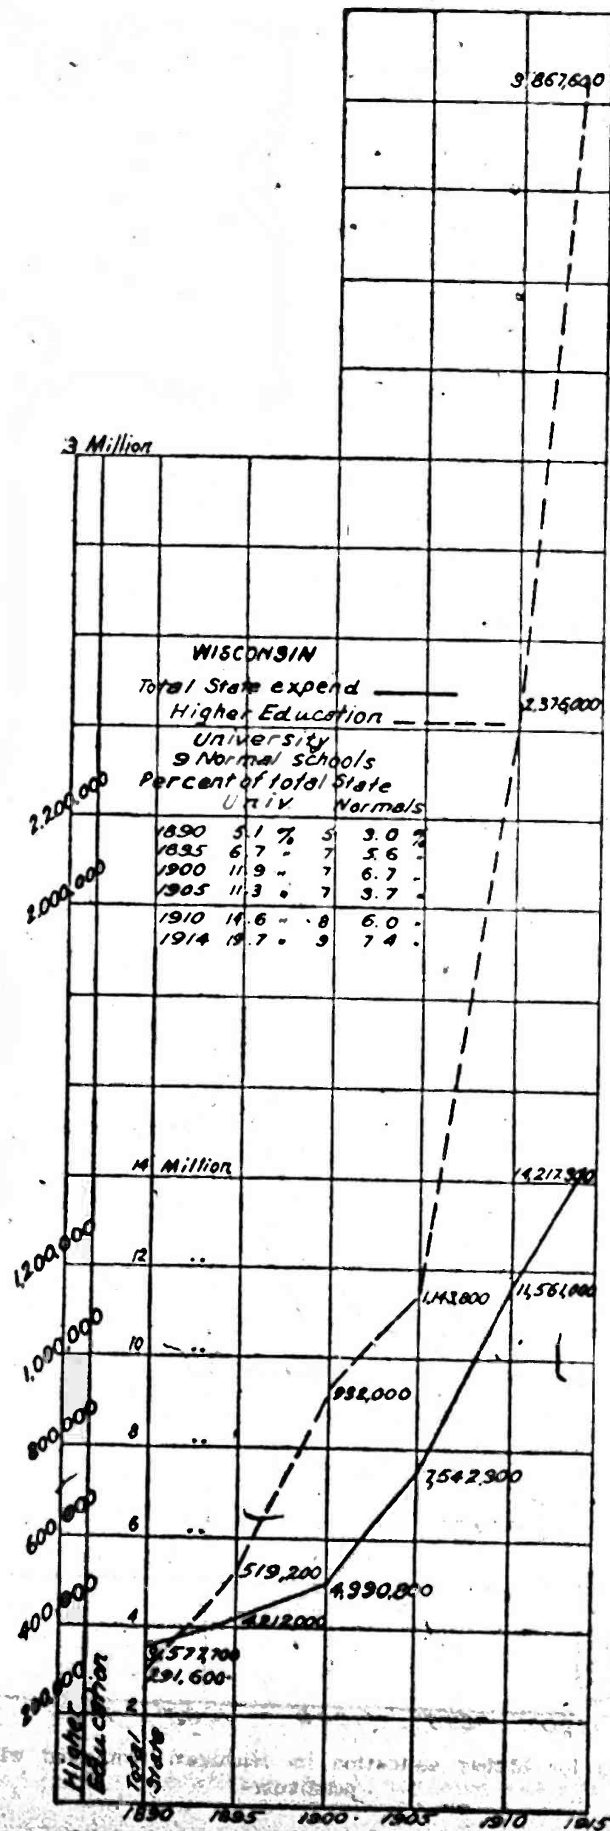 3,867,600
3 Million
WISCONSIN
Total State expend
Higher Education
2,376,000
University
9 Normal schools
Percent of total State
Univ. Normals
2,200,000
1890 5.1 % 5 3.0 %
1895 6.7 " 7 5.6 "
1900 11.9 " 7 6.7 "
2,000,000
1905 11.3 " 7 3.7 "
1910 14.6 " 8 6.0 "
1914 19.7 " 9 7.4 "
14 Million
14,217,300
1,200,000
12 "
1,143,800
11,561,000
1,000,000
10 "
932,000
800,000
8 "
7,542,300
600,000
6 "
519,200
4,990,800
400,000
4
4,212,000
3,577,700
291,600
200,000
2
Higher Education
Total State
1890 1895 1900 1905 1910 1915